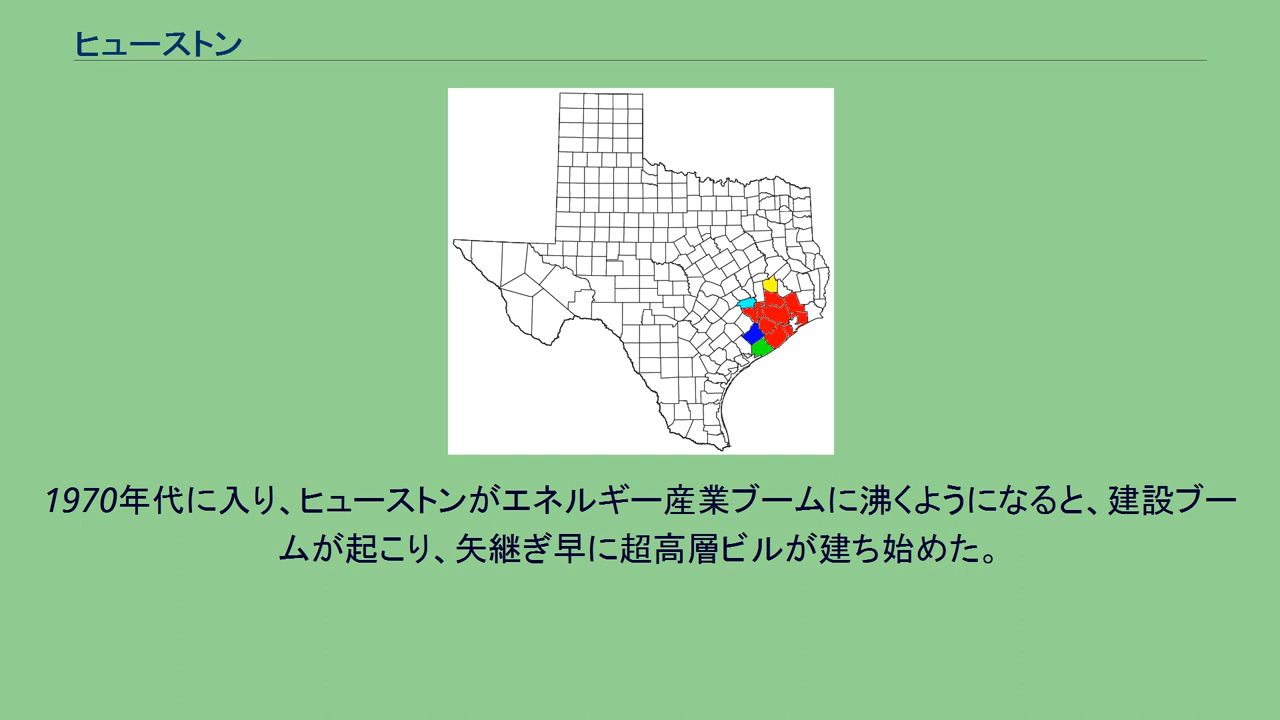 ヒューストン
1970年代に入り、ヒューストンがエネルギー産業ブームに沸くようになると、建設ブー
ムが起こり、矢継ぎ早に超高層ビルが建ち始めた。